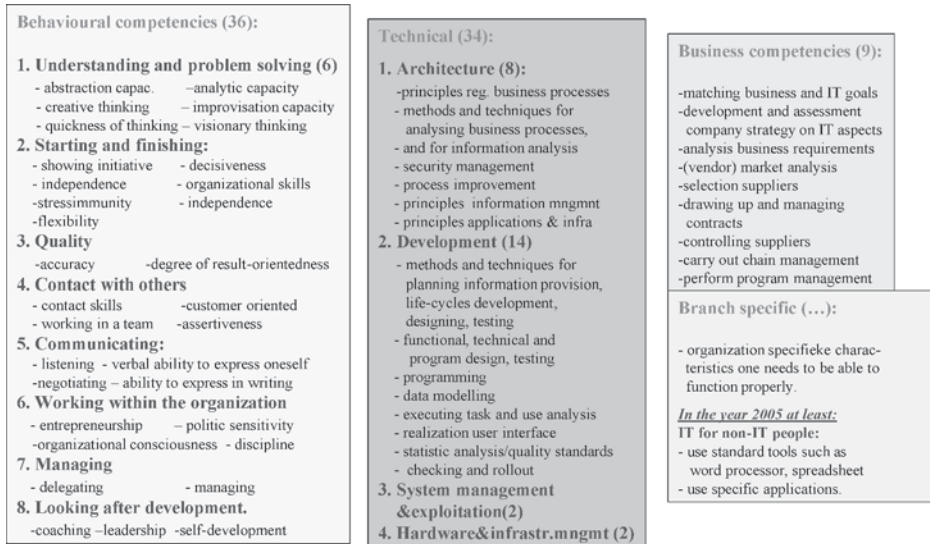 Behavioural competencies (36):
1. Understanding and problem solving (6)
- abstraction capac. –analytic capacity
- creative thinking – improvisation capacity
- quickness of thinking – visionary thinking
2. Starting and finishing:
- showing initiative - decisiveness
- independence - organizational skills
-stressimmunity - independence
-flexibility
3. Quality
-accuracy -degree of result-orientedness
4. Contact with others
- contact skills -customer oriented
- working in a team -assertiveness
5. Communicating:
- listening - verbal ability to express oneself
-negotiating – ability to express in writing
6. Working within the organization
- entrepreneurship – politic sensitivity
-organizational consciousness - discipline
7. Managing
- delegating - managing
8. Looking after development.
-coaching –leadership -self-development
Technical (34):
1. Architecture (8):
-principles reg. business processes
- methods and techniques for
analysing business processes,
- and for information analysis
- security management
- process improvement
- principles information mngmnt
- principles applications & infra
2. Development (14)
- methods and techniques for
planning information provision,
life-cycles development,
designing, testing
- functional, technical and
program design, testing
- programming
- data modelling
- executing task and use analysis
- realization user interface
- statistic analysis/quality standards
- checking and rollout
3. System management
&exploitation(2)
4. Hardware&infrastr.mngmt (2)
Business competencies (9):
-matching business and IT goals
-development and assessment
company strategy on IT aspects
-analysis business requirements
-(vendor) market analysis
-selection suppliers
-drawing up and managing
contracts
-controlling suppliers
-carry out chain management
-perform program management
Branch specific (…):
- organization specifieke charac-
teristics one needs to be able to
function properly.
In the year 2005 at least:
IT for non-IT people:
- use standard tools such as
word processor, spreadsheet
- use specific applications.